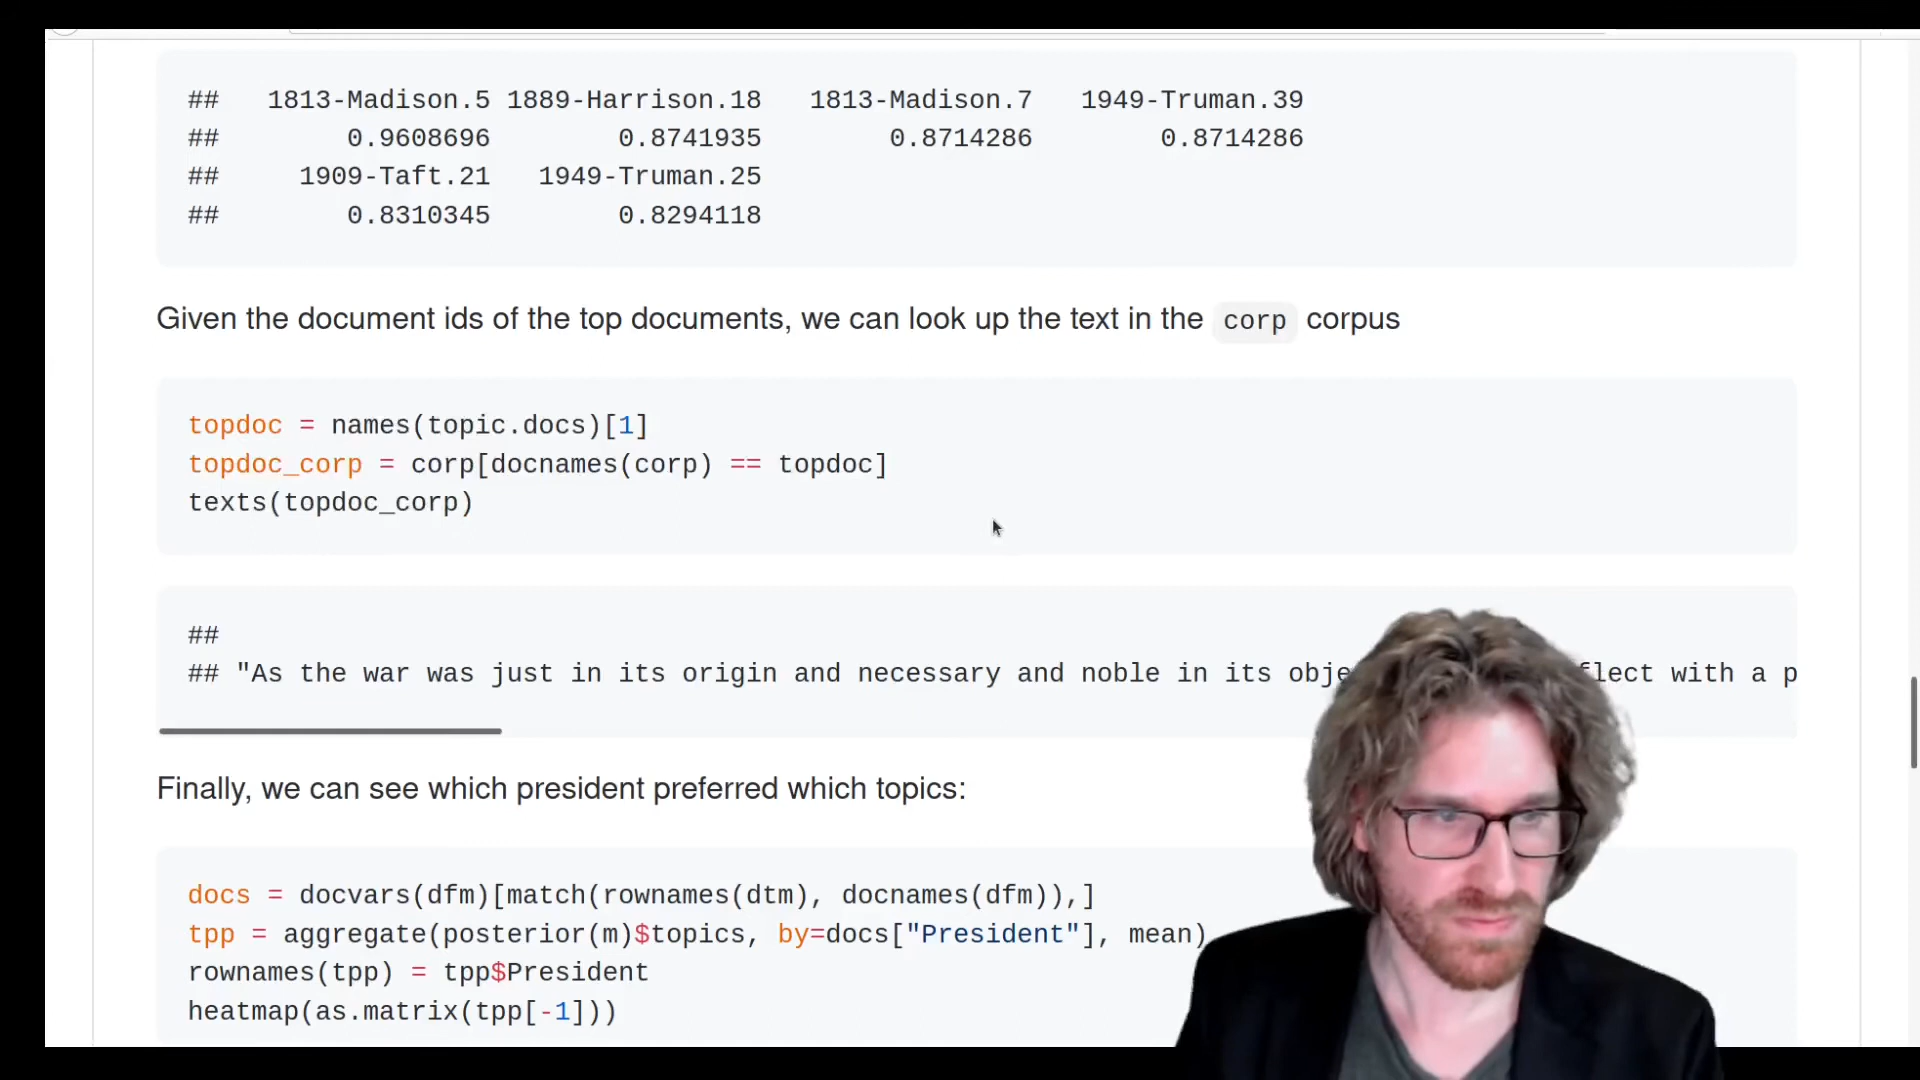 ##   1813-Madison.5 1889-Harrison.18   1813-Madison.7   1949-Truman.39
##        0.9608696        0.8741935        0.8714286        0.8714286
##     1909-Taft.21   1949-Truman.25
##        0.8310345        0.8294118
Given the document ids of the top documents, we can look up the text in the corp corpus
topdoc = names(topic.docs)[1]
topdoc_corp = corp[docnames(corp) == topdoc]
texts(topdoc_corp)
##
## "As the war was just in its origin and necessary and noble in its with a
Finally, we can see which president preferred which topics:
docs = docvars(dfm)[match(rownames(dtm), docnames(dfm)),]
tpp = aggregate(posterior(m)$topics, by=docs["President"], mean)
rownames(tpp) = tpp$President
heatmap(as.matrix(tpp[-1]))